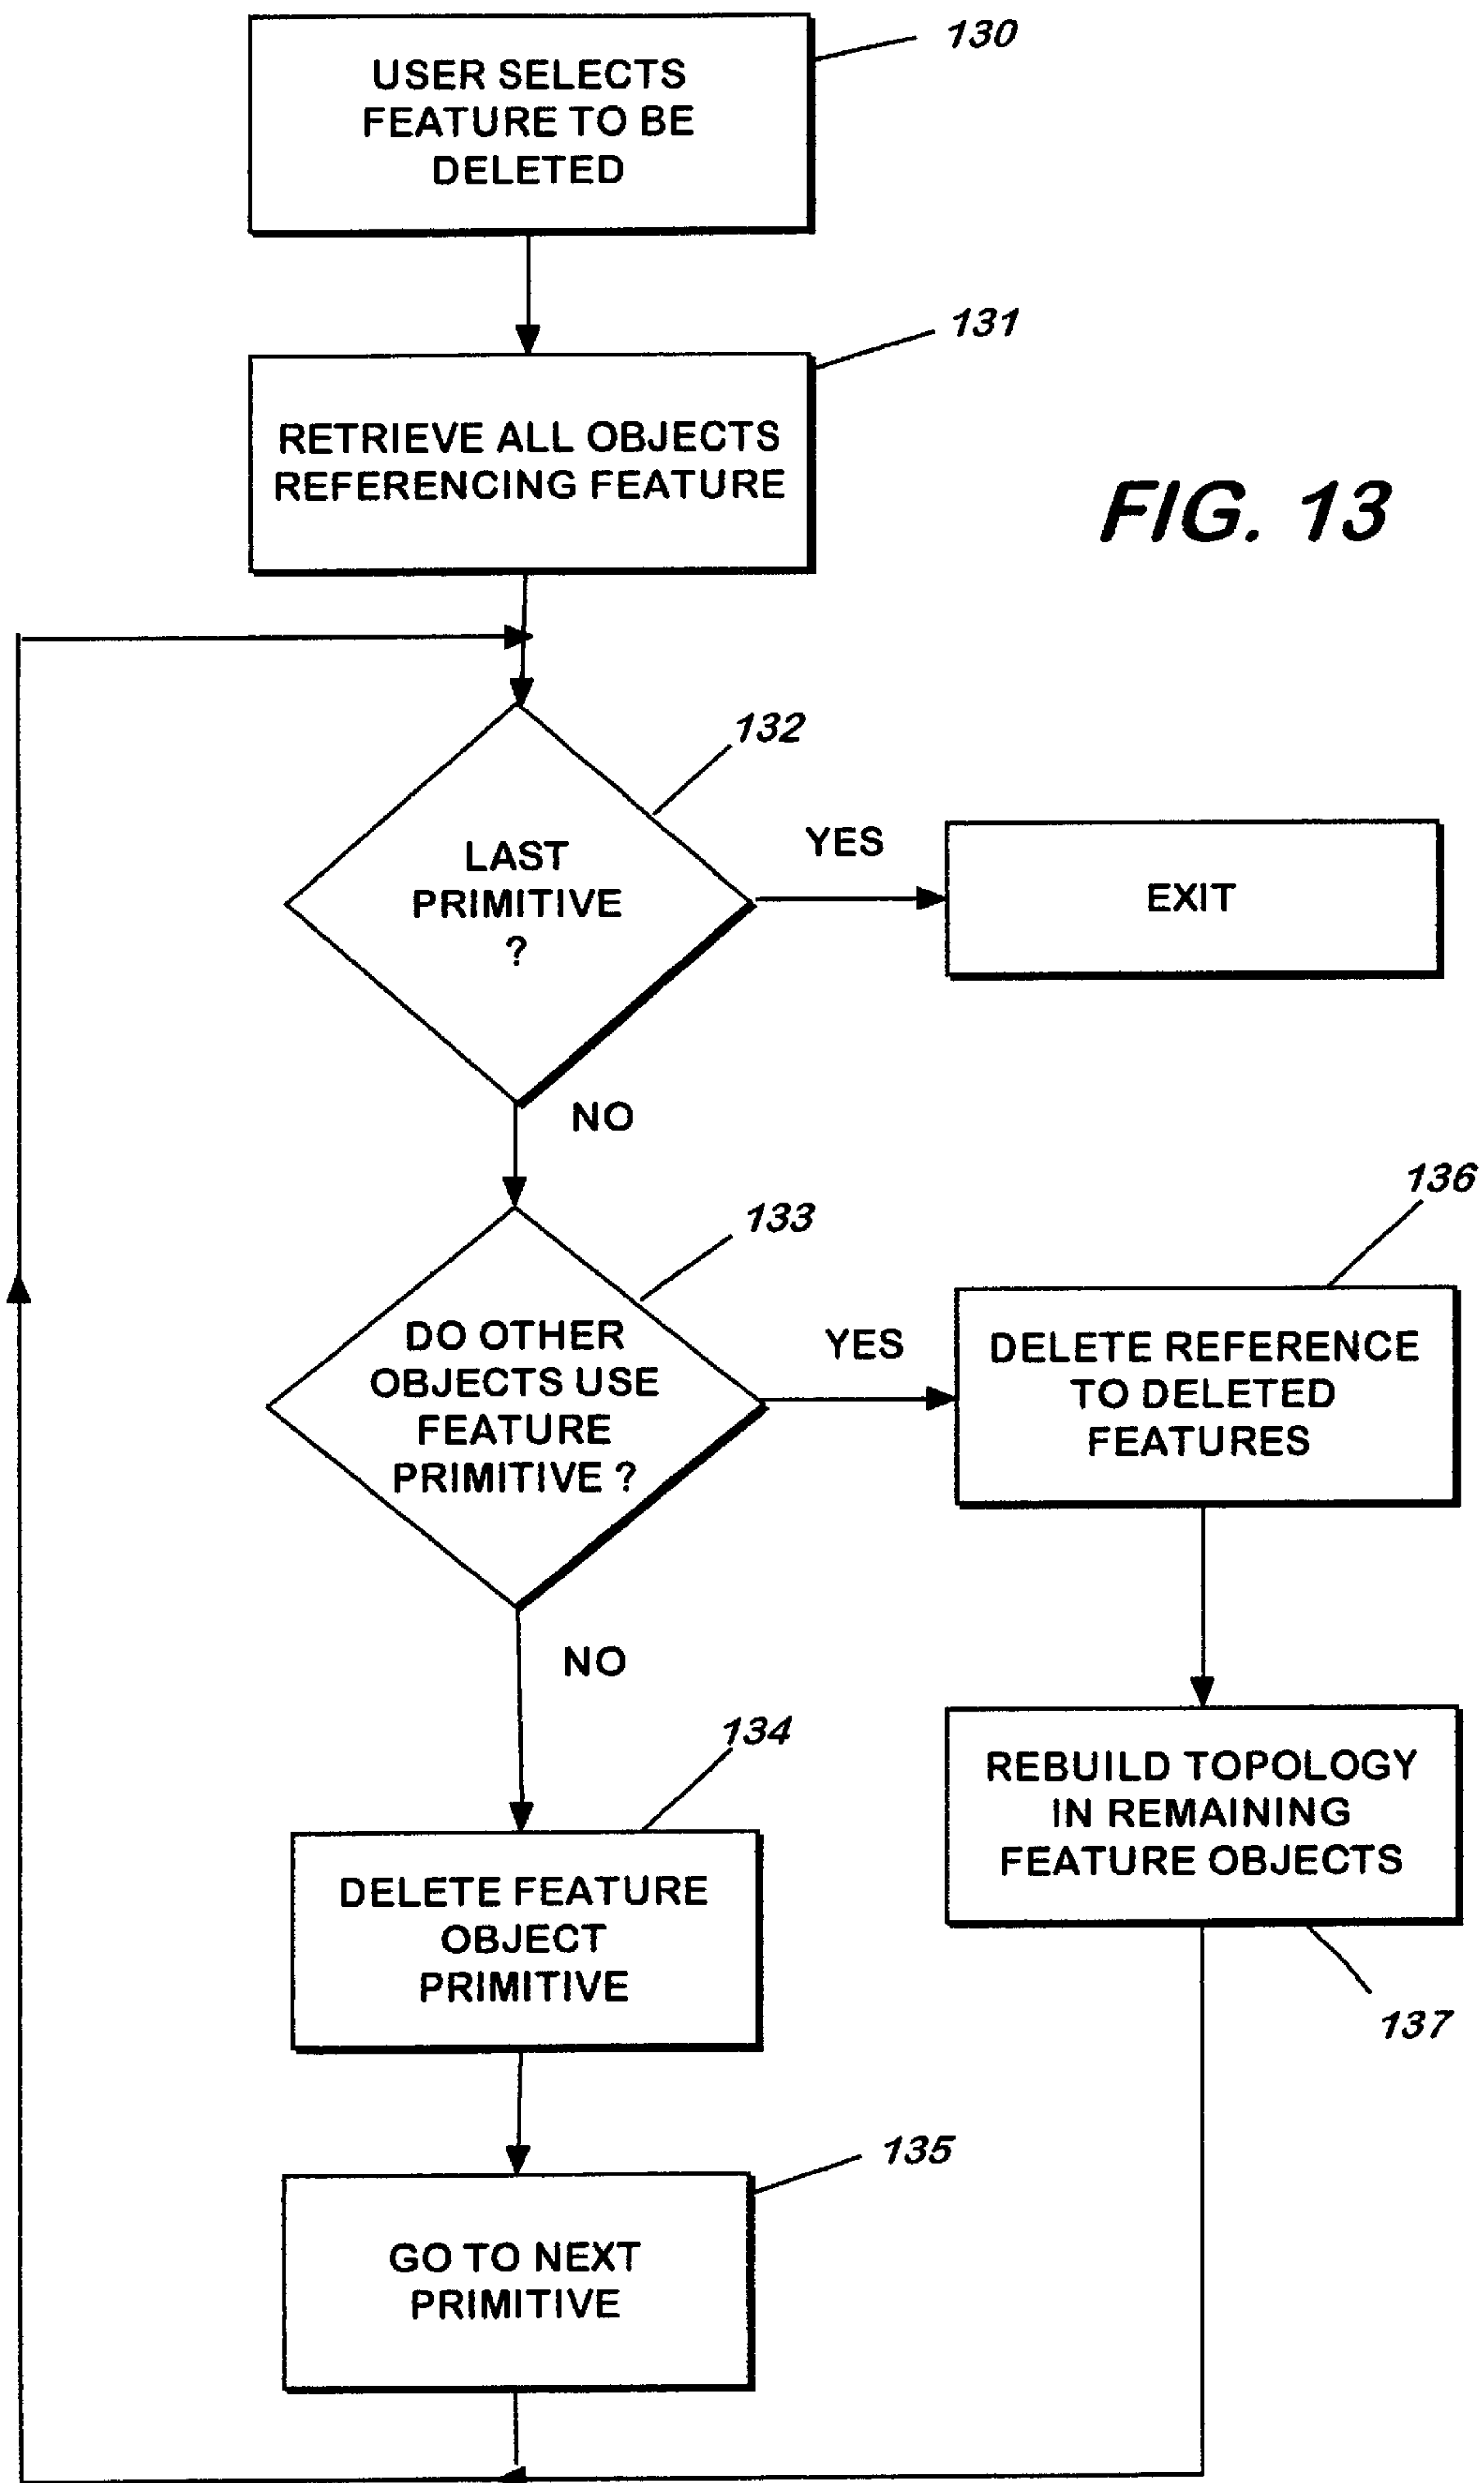 130
USER SELECTS
FEATURE TO BE
DELETED
131
RETRIEVE ALL OBJECTS
REFERENCING FEATURE
FIG. 13
132
LAST
PRIMITIVE
?
YES
EXIT
NO
133
DO OTHER
OBJECTS USE
FEATURE
PRIMITIVE ?
YES
136
DELETE REFERENCE
TO DELETED
FEATURES
NO
134
DELETE FEATURE
OBJECT
PRIMITIVE
REBUILD TOPOLOGY
IN REMAINING
FEATURE OBJECTS
137
135
GO TO NEXT
PRIMITIVE